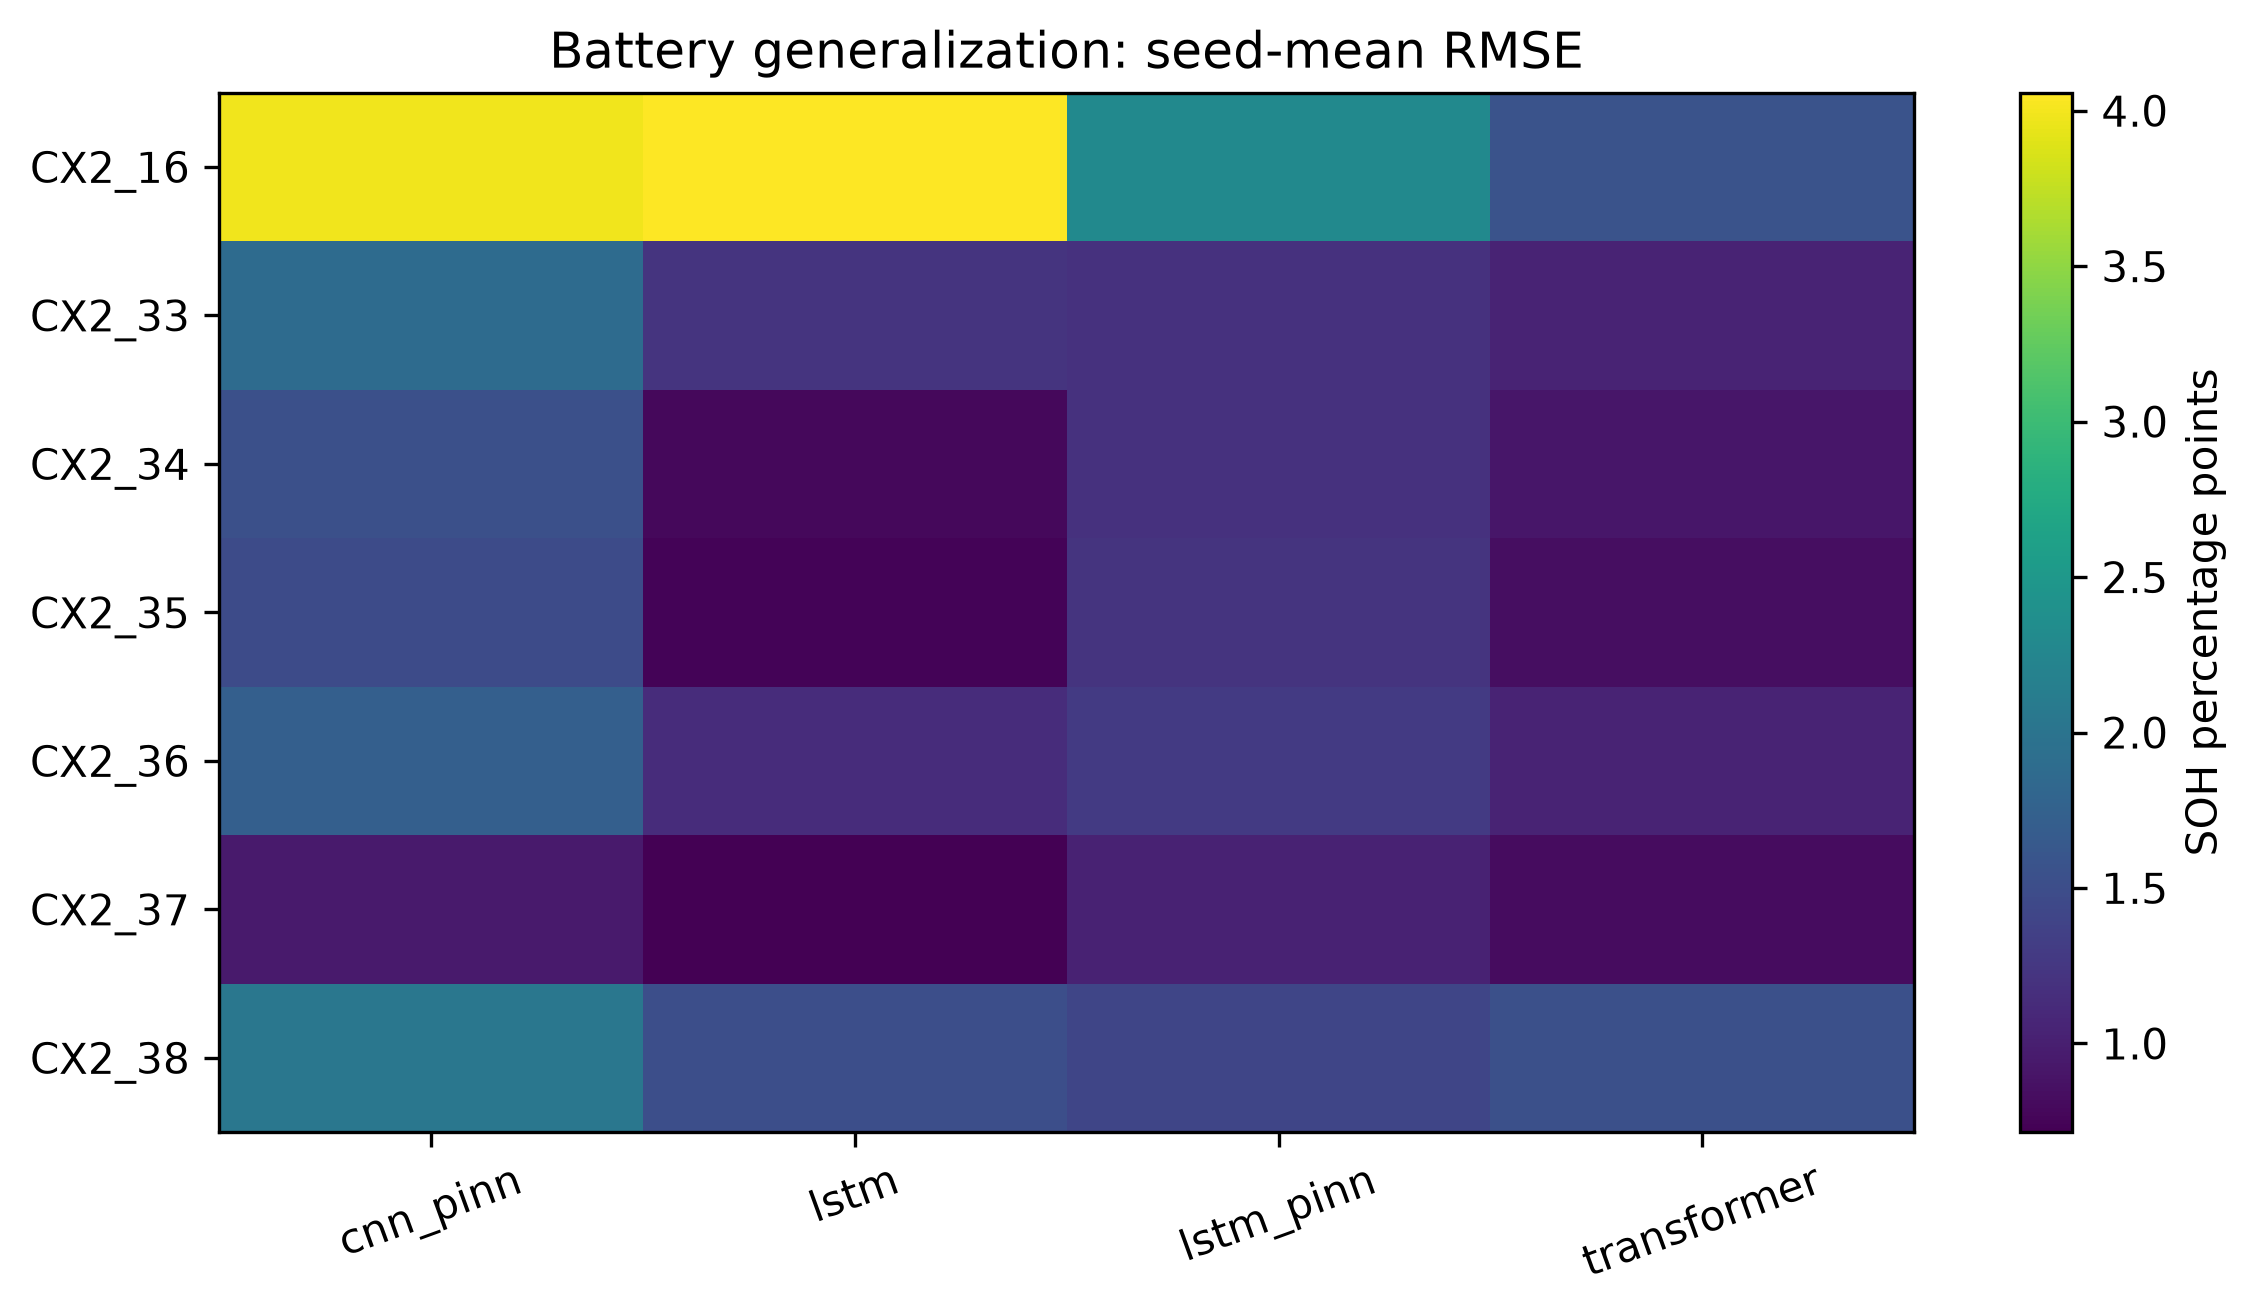 Battery generalization: seed-mean RMSE
CX2_16
CX2_33
CX2_34
CX2_35
CX2_36
CX2_37
CX2_38
cnn_pinn
lstm
lstm_pinn
transformer
4.0
3.5
3.0
2.5
2.0
1.5
1.0
SOH percentage points